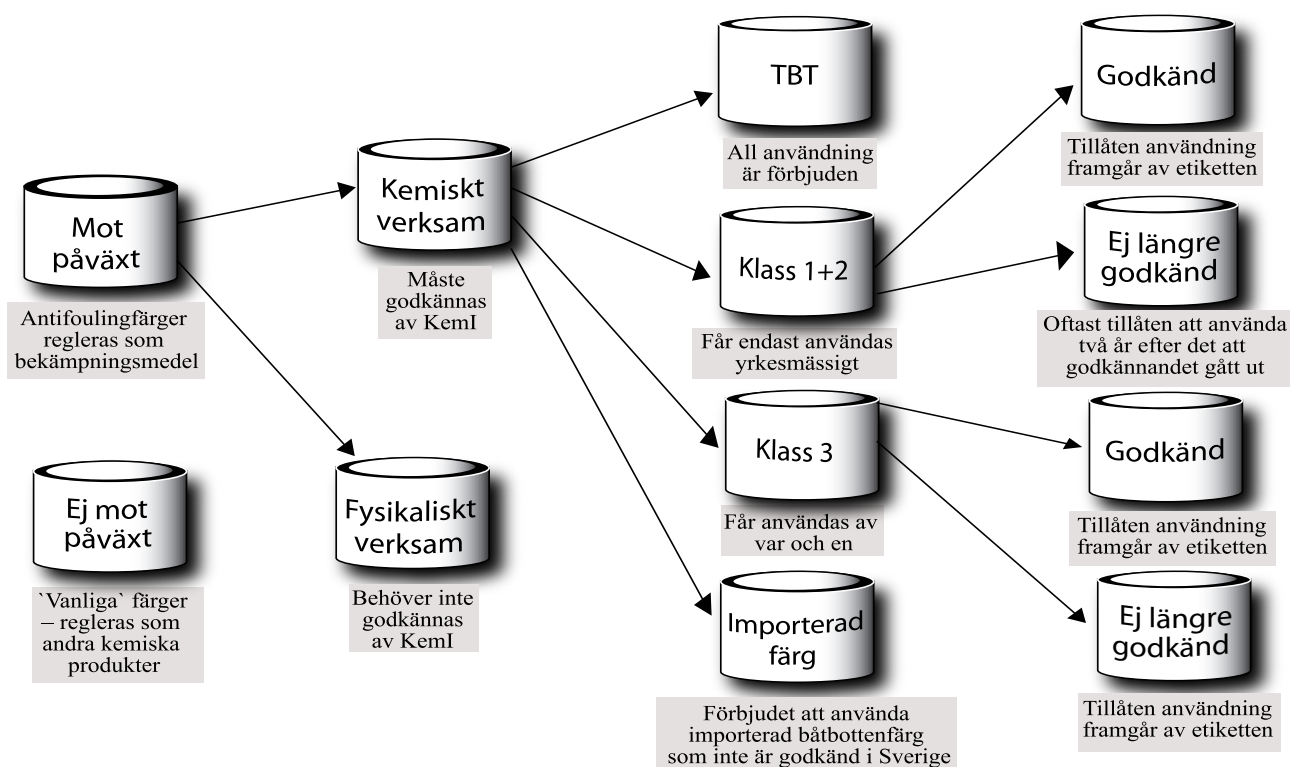 Mot
påväxt
Antifoulingfärger
regleras som
bekämpningsmedel
Ej mot
påväxt
`Vanliga` färger
– regleras som
andra kemiska
produkter
Kemiskt
verksam
Måste
godkännas
av KemI
Fysikaliskt
verksam
Behöver inte
godkännas
av KemI
TBT
All användning
är förbjuden
Klass 1+2
Får endast användas
yrkesmässigt
Klass 3
Får användas av
var och en
Importerad
färg
Förbjudet att använda
importerad båtbottenfärg
som inte är godkänd i Sverige
Godkänd
Tillåten användning
framgår av etiketten
Ej längre
godkänd
Oftast tillåten att använda
två år efter det att
godkännandet gått ut
Godkänd
Tillåten användning
framgår av etiketten
Ej längre
godkänd
Tillåten användning
framgår av etiketten